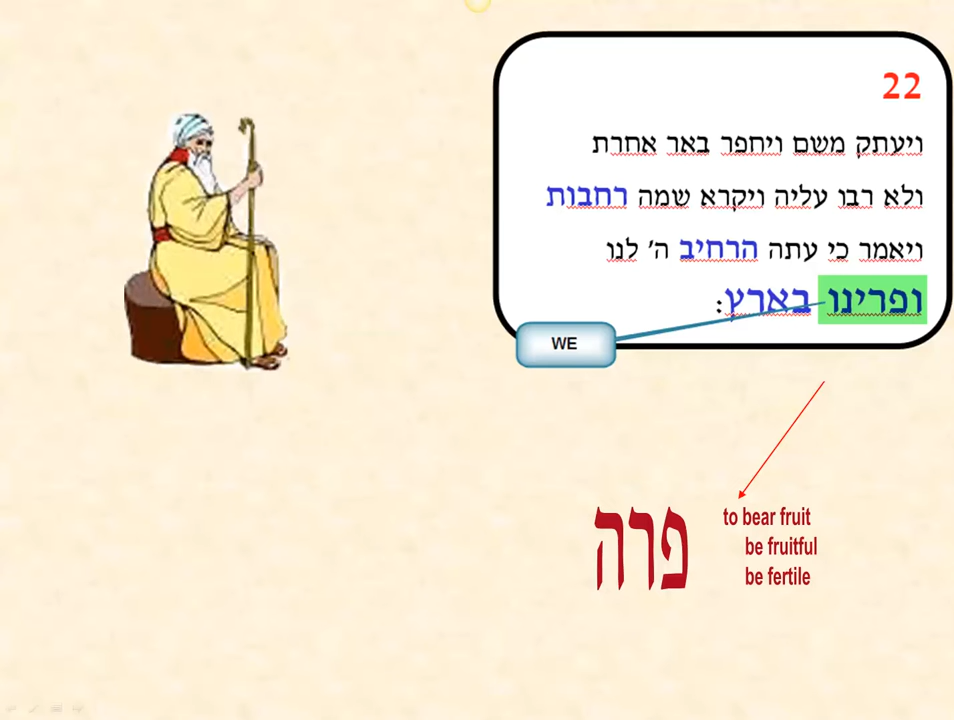 22
ויעתק משם ויחפר באר אחרת
ולא רבו עליה ויקרא שמה רחבות
ויאמר כי עתה הרחיב ה' לנו
ופרינו בארץ:
WE
פרה
to bear fruit
be fruitful
be fertile